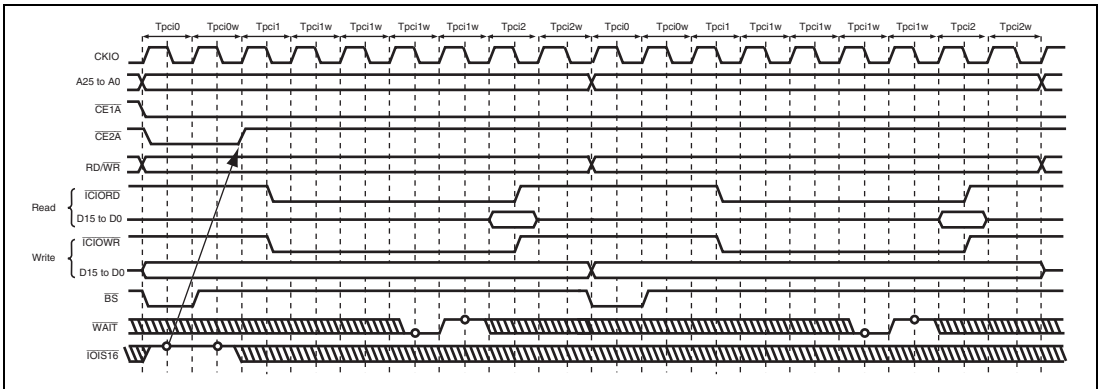 Tpci0 Tpci0w Tpci1 Tpci1w Tpci1w Tpci1w Tpci1w Tpci2 Tpci2w Tpci0 Tpci0w Tpci1 Tpci1w Tpci1w Tpci1w Tpci1w Tpci2 Tpci2w
CKIO
A25 to A0
CE1A
CE2A
RD/WR
ICIORD
Read
D15 to D0
ICIOWR
Write
D15 to D0
BS
WAIT
IOIS16